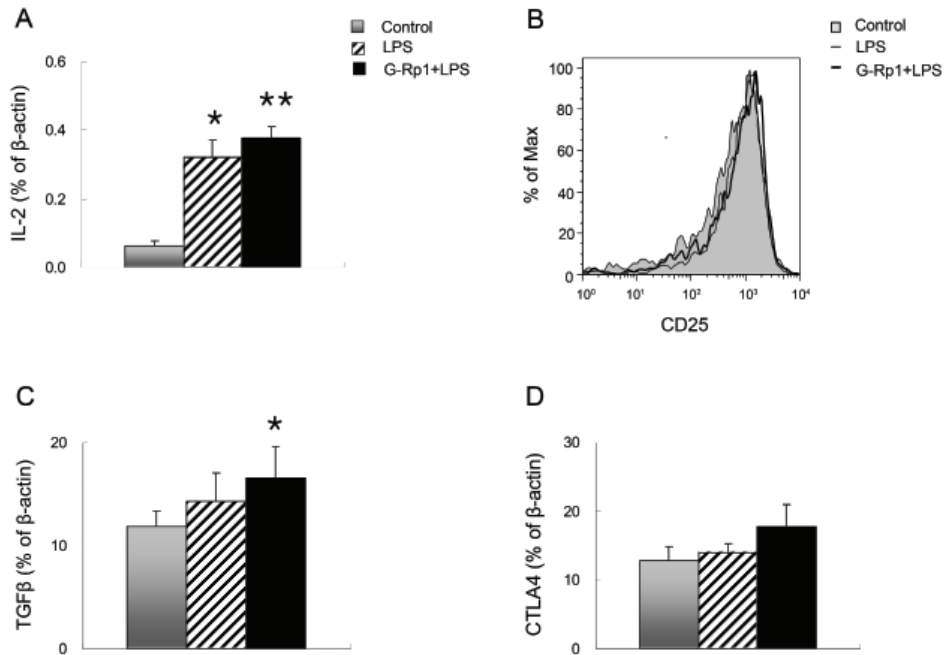 A
Control
LPS
G-Rp1+LPS
IL-2 (% of β-actin)
0.6
0.4
0.2
0.0
*
**
B
Control
LPS
G-Rp1+LPS
% of Max
100
80
60
40
20
0
10⁰ 10¹ 10² 10³ 10⁴
CD25
C
TGFβ (% of β-actin)
20
10
0
*
D
CTLA4 (% of β-actin)
30
20
10
0